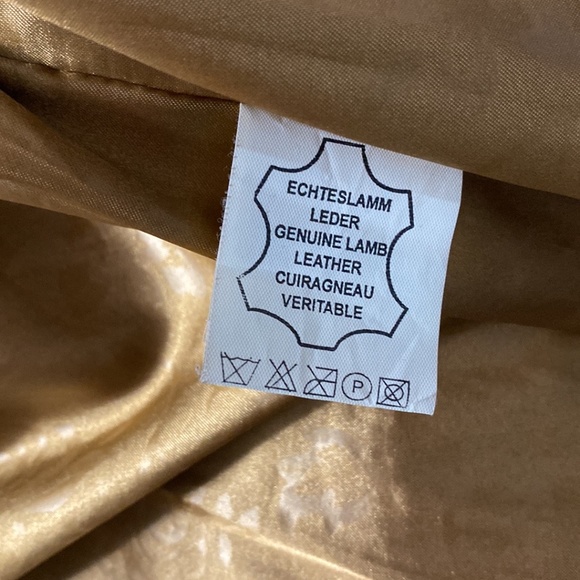 ECHTESLAMM
LEDER
GENUINE LAMB
LEATHER
CUIRAGNEAU
VERITABLE
P